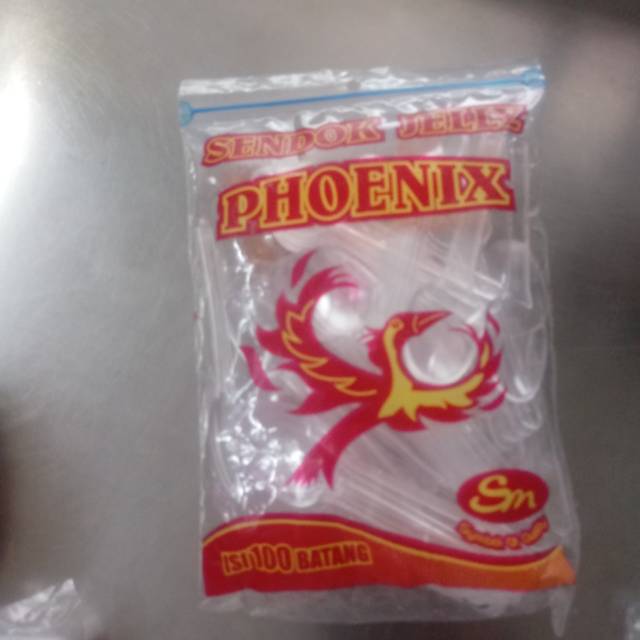 SENDOK JELLY
PHOENIX
Sm
ISI 100 BATANG